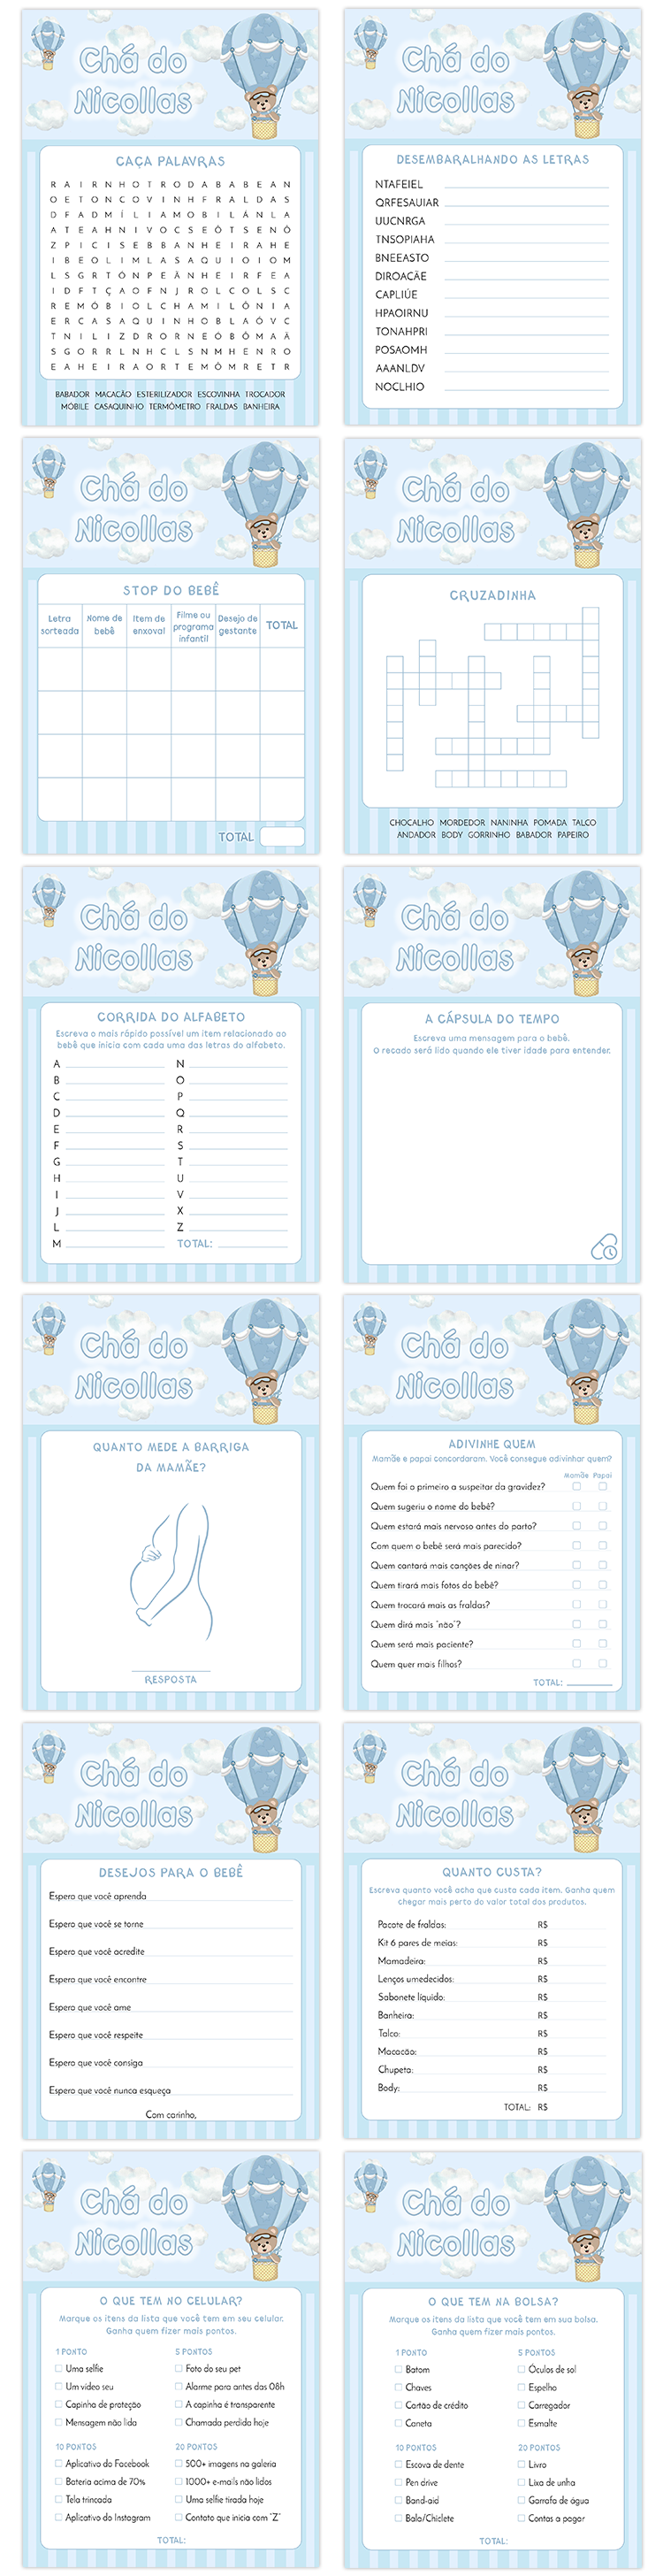 Chá do
Nicollas
CAÇA PALAVRAS
R A I R N H O T R O D A B A B E A N
O E T O N C O V I N H F R A L D A S
D F A D M Í L I A M O B I L Á N L A
A T E A H N I V O C S E Ô T S E N Ô
Z P I C I S E B B A N H E I R A H E
I B E O L I M L A S A Q U I O I O M
L S G R T Ô N P E Ã N H E I R F E A
I D F T Ç A O F N J R O L C O L S C
R E M Ó B I O L C H A M I L Ô N I A
E R C A S A Q U I N H O B L A Ó V C
T N I L I Z D R O R N E Ó B Ô M A Ã
S G O R R L N H C L S N M H E N R O
E A H E I R A O R T E M Ô M R E T R
BABADOR MACACÃO ESTERILIZADOR ESCOVINHA TROCADOR
MÓBILE CASAQUINHO TERMÔMETRO FRALDAS BANHEIRA
Chá do
Nicollas
DESEMBARALHANDO AS LETRAS
NTAFEIEL
QRFESAUIAR
UUCNRGA
TNSOPIAHA
BNEEASTO
DIROACÃE
CAPLIÚE
HPAOIRNU
TONAHPRI
POSAOMH
AAANLDV
NOCLHIO
Chá do
Nicollas
STOP DO BEBÊ
Letra sorteada
Nome de bebê
Item de enxoval
Filme ou programa infantil
Desejo de gestante
TOTAL
TOTAL
Chá do
Nicollas
CRUZADINHA
CHOCALHO MORDEDOR NANINHA POMADA TALCO
ANDADOR BODY GORRINHO BABADOR PAPEIRO
Chá do
Nicollas
CORRIDA DO ALFABETO
Escreva o mais rápido possível um item relacionado ao
bebê que inicia com cada uma das letras do alfabeto.
A
B
C
D
E
F
G
H
I
J
L
M
N
O
P
Q
R
S
T
U
V
X
Z
TOTAL:
Chá do
Nicollas
A CÁPSULA DO TEMPO
Escreva uma mensagem para o bebê.
O recado será lido quando ele tiver idade para entender.
Chá do
Nicollas
QUANTO MEDE A BARRIGA
DA MAMÃE?
RESPOSTA
Chá do
Nicollas
ADIVINHE QUEM
Mamãe e papai concordaram. Você consegue adivinhar quem?
Mamãe Papai
Quem foi o primeiro a suspeitar da gravidez?
Quem sugeriu o nome do bebê?
Quem estará mais nervoso antes do parto?
Com quem o bebê será mais parecido?
Quem cantará mais canções de ninar?
Quem tirará mais fotos do bebê?
Quem trocará mais as fraldas?
Quem dirá mais "não"?
Quem será mais paciente?
Quem quer mais filhos?
TOTAL:
Chá do
Nicollas
DESEJOS PARA O BEBÊ
Espero que você aprenda
Espero que você se torne
Espero que você acredite
Espero que você encontre
Espero que você ame
Espero que você respeite
Espero que você consiga
Espero que você nunca esqueça
Com carinho,
Chá do
Nicollas
QUANTO CUSTA?
Escreva quanto você acha que custa cada item. Ganha quem
chegar mais perto do valor total dos produtos.
Pacote de fraldas: R$
Kit 6 pares de meias: R$
Mamadeira: R$
Lenços umedecidos: R$
Sabonete líquido: R$
Banheira: R$
Talco: R$
Macacão: R$
Chupeta: R$
Body: R$
TOTAL: R$
Chá do
Nicollas
O QUE TEM NO CELULAR?
Marque os itens da lista que você tem em seu celular.
Ganha quem fizer mais pontos.
1 PONTO
Uma selfie
Um vídeo seu
Capinha de proteção
Mensagem não lida
5 PONTOS
Foto do seu pet
Alarme para antes das 08h
A capinha é transparente
Chamada perdida hoje
10 PONTOS
Aplicativo do Facebook
Bateria acima de 70%
Tela trincada
Aplicativo do Instagram
20 PONTOS
500+ imagens na galeria
1000+ e-mails não lidos
Uma selfie tirada hoje
Contato que inicia com "Z"
TOTAL:
Chá do
Nicollas
O QUE TEM NA BOLSA?
Marque os itens da lista que você tem em sua bolsa.
Ganha quem fizer mais pontos.
1 PONTO
Batom
Chaves
Cartão de crédito
Caneta
5 PONTOS
Óculos de sol
Espelho
Carregador
Esmalte
10 PONTOS
Escova de dente
Pen drive
Band-aid
Bala/Chiclete
20 PONTOS
Livro
Lixa de unha
Garrafa de água
Contas a pagar
TOTAL: